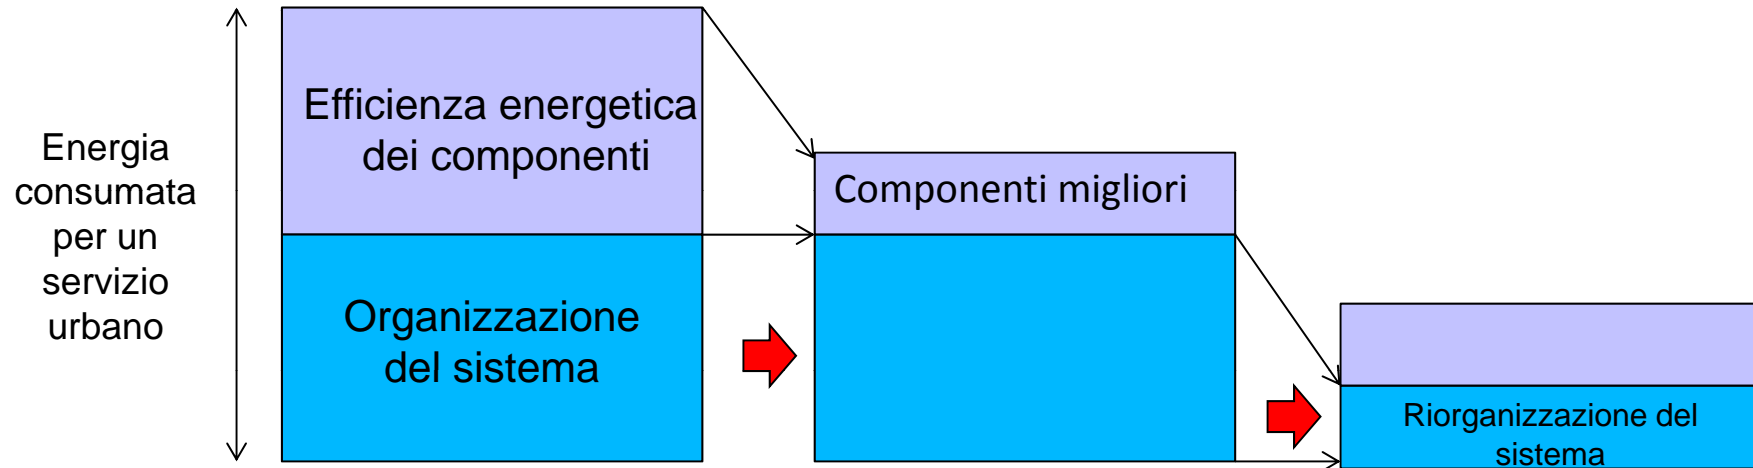 Energia
consumata
per un
servizio
urbano
Efficienza energetica
dei componenti
Organizzazione
del sistema
Componenti migliori
Riorganizzazione del
sistema